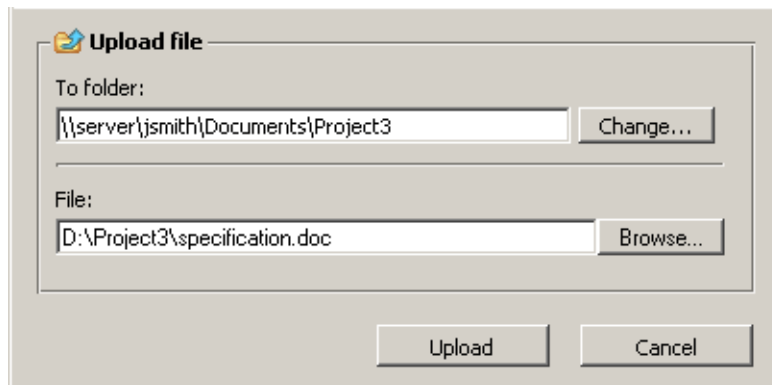 Upload file
To folder:
\\server\jsmith\Documents\Project3
Change...
File:
D:\Project3\specification.doc
Browse...
Upload
Cancel